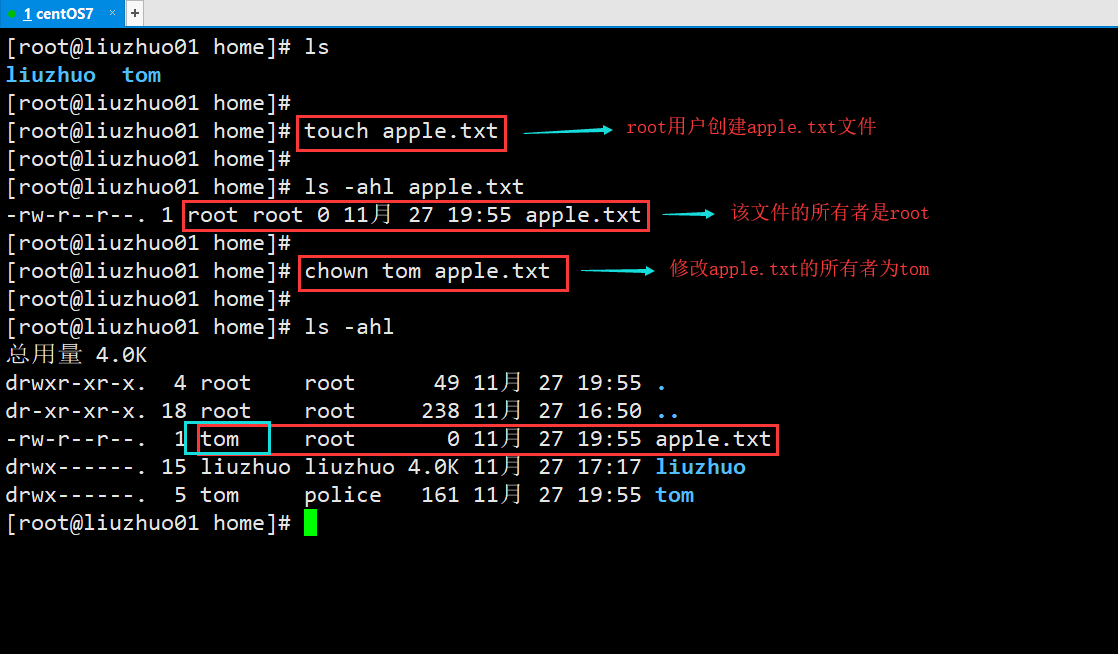 1 centOS7 × +
[root@liuzhuo01 home]# ls
liuzhuo  tom
[root@liuzhuo01 home]#
[root@liuzhuo01 home]# touch apple.txt root用户创建apple.txt文件
[root@liuzhuo01 home]#
[root@liuzhuo01 home]# ls -ahl apple.txt
-rw-r--r--. 1 root root 0 11月 27 19:55 apple.txt 该文件的所有者是root
[root@liuzhuo01 home]#
[root@liuzhuo01 home]# chown tom apple.txt 修改apple.txt的所有者为tom
[root@liuzhuo01 home]#
[root@liuzhuo01 home]# ls -ahl
总用量 4.0K
drwxr-xr-x.  4 root    root      49 11月 27 19:55 .
dr-xr-xr-x. 18 root    root     238 11月 27 16:50 ..
-rw-r--r--.  1 tom     root       0 11月 27 19:55 apple.txt
drwx------. 15 liuzhuo liuzhuo 4.0K 11月 27 17:17 liuzhuo
drwx------.  5 tom     police   161 11月 27 19:55 tom
[root@liuzhuo01 home]#